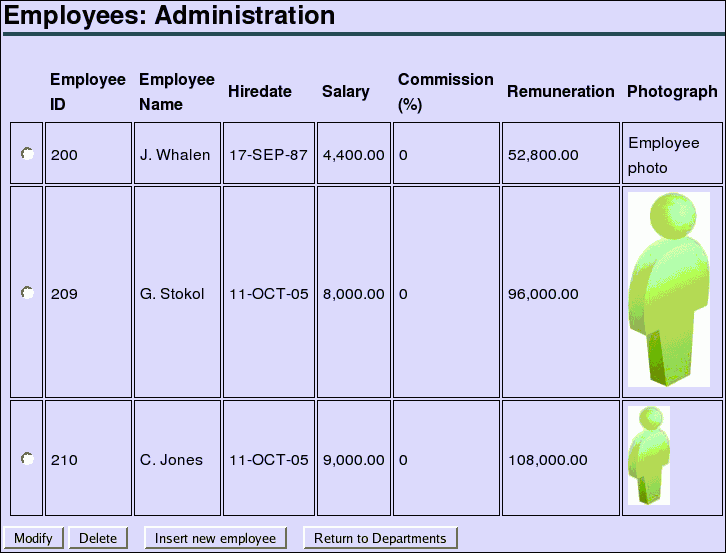 Employees: Administration
Employee ID Employee Name Hiredate Salary Commission (%) Remuneration Photograph
200 J. Whalen 17-SEP-87 4,400.00 0 52,800.00 Employee photo
209 G. Stokol 11-OCT-05 8,000.00 0 96,000.00
210 C. Jones 11-OCT-05 9,000.00 0 108,000.00
Modify Delete Insert new employee Return to Departments